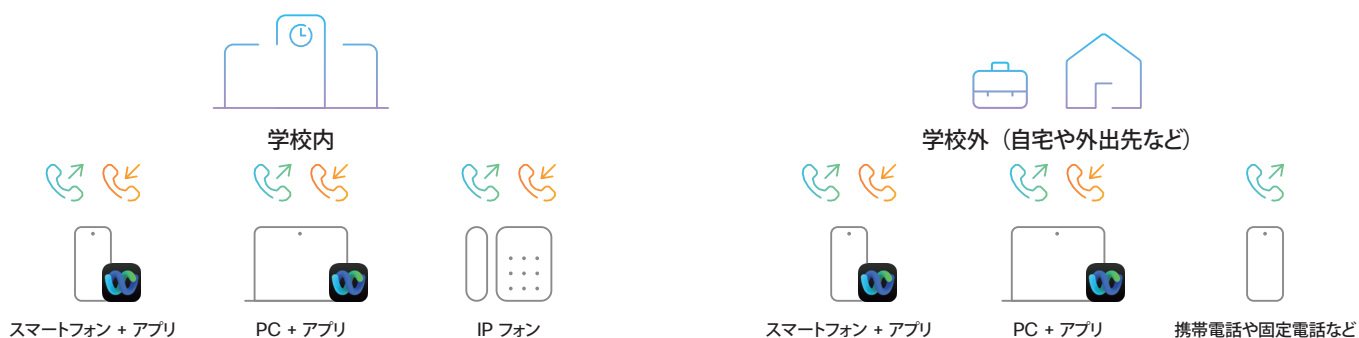 学校内
学校外（自宅や外出先など）
スマートフォン + アプリ
PC + アプリ
IP フォン
スマートフォン + アプリ
PC + アプリ
携帯電話や固定電話など